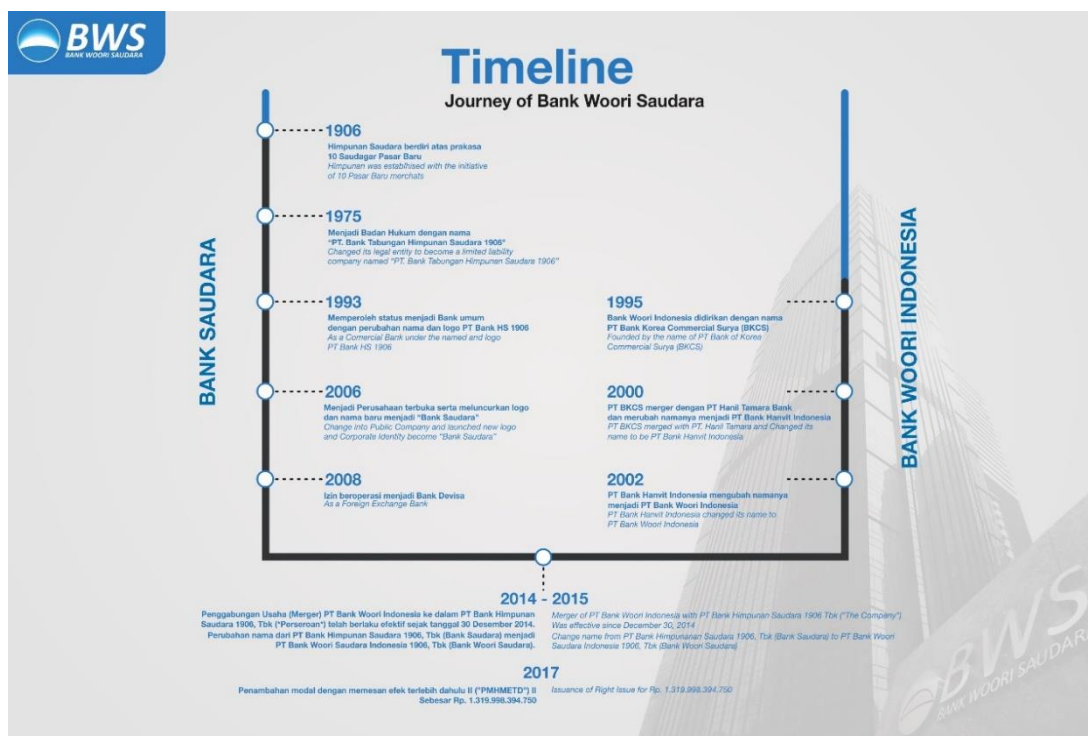 BWS
BANK WOORI SAUDARA
Timeline
Journey of Bank Woori Saudara
BANK SAUDARA
1906
Himpunan Saudara berdiri atas prakasa
10 Saudagar Pasar Baru
Himpunan was establhised with the initiative
of 10 Pasar Baru merchats
1975
Menjadi Badan Hukum dengan nama
"PT. Bank Tabungan Himpunan Saudara 1906"
Changed its legal entity to become a limited liability
company named "PT. Bank Tabungan Himpunan Saudara 1906"
1993
Memperoleh status menjadi Bank umum
dengan perubahan nama dan logo PT Bank HS 1906
As a Comercial Bank under the named and logo
PT Bank HS 1906
2006
Menjadi Perusahaan terbuka serta meluncurkan logo
dan nama baru menjadi "Bank Saudara"
Change into Public Company and launched new logo
and Corporate Identity become "Bank Saudara"
2008
Izin beroperasi menjadi Bank Devisa
As a Foreign Exchange Bank
BANK WOORI INDONESIA
1995
Bank Woori Indonesia didirikan dengan nama
PT Bank Korea Commercial Surya (BKCS)
Founded by the name of PT Bank of Korea
Commercial Surya (BKCS)
2000
PT BKCS merger dengan PT Hanil Tamara Bank
dan merubah namanya menjadi PT Bank Hanvit Indonesia
PT BKCS merged with PT. Hanil Tamara and Changed its
name to be PT Bank Hanvit Indonesia
2002
PT Bank Hanvit Indonesia mengubah namanya
menjadi PT Bank Woori Indonesia
PT Bank Hanvit Indonesia changed its name to
PT Bank Woori Indonesia
2014 - 2015
Penggabungan Usaha (Merger) PT Bank Woori Indonesia ke dalam PT Bank Himpunan
Saudara 1906, Tbk ("Perseroan") telah berlaku efektif sejak tanggal 30 Desember 2014.
Perubahan nama dari PT Bank Himpunan Saudara 1906, Tbk (Bank Saudara) menjadi
PT Bank Woori Saudara Indonesia 1906, Tbk (Bank Woori Saudara).
Merger of PT Bank Woori Indonesia with PT Bank Himpunan Saudara 1906 Tbk ("The Company")
Was effective since December 30, 2014
Change name from PT Bank Himpunanan Saudara 1906, Tbk (Bank Saudara) to PT Bank Woori
Saudara Indonesia 1906, Tbk (Bank Woori Saudara)
2017
Penambahan modal dengan memesan efek terlebih dahulu II ("PMHMETD") II
Sebesar Rp. 1.319.998.394.750
Issuance of Right Issue for Rp. 1.319.998.394.750
BWS
BANK WOORI SAUDARA